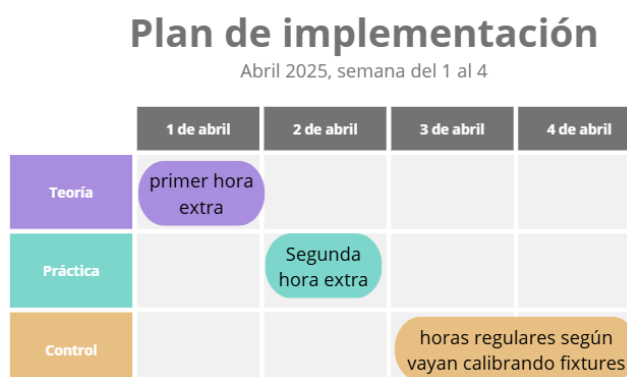 Plan de implementación
Abril 2025, semana del 1 al 4
1 de abril
2 de abril
3 de abril
4 de abril
Teoría
primer hora
extra
Práctica
Segunda
hora extra
Control
horas regulares según
vayan calibrando fixtures